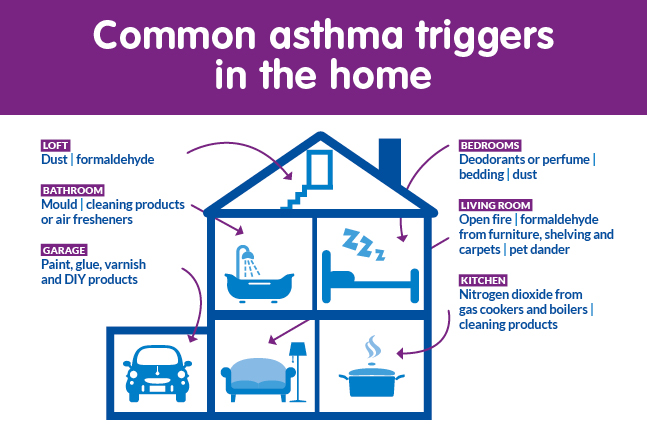 Common asthma triggers
in the home
LOFT
Dust | formaldehyde
BATHROOM
Mould | cleaning products
or air fresheners
GARAGE
Paint, glue, varnish
and DIY products
BEDROOMS
Deodorants or perfume |
bedding | dust
LIVING ROOM
Open fire | formaldehyde
from furniture, shelving and
carpets | pet dander
KITCHEN
Nitrogen dioxide from
gas cookers and boilers |
cleaning products
ZZZZ